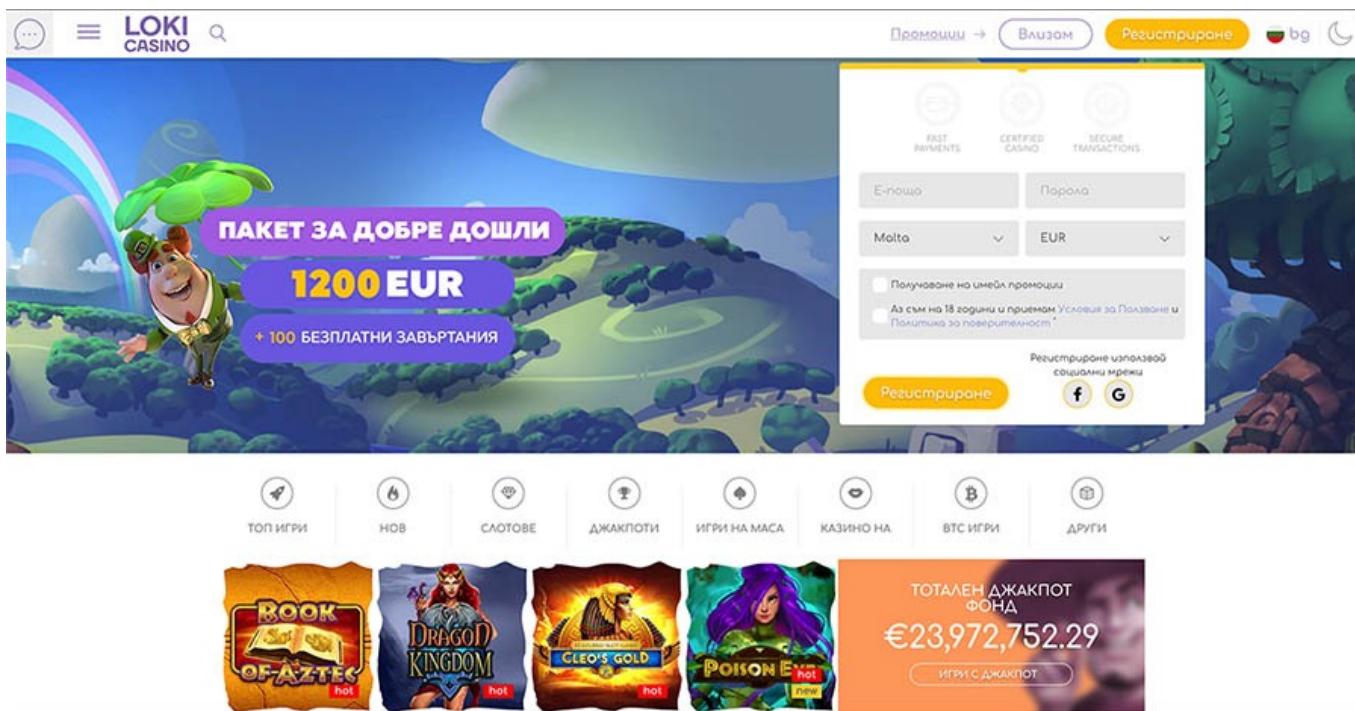 LOKI
CASINO
Промоции →
Влизам
Регистриране
bg
FAST
PAYMENTS
CERTIFIED
CASINO
SECURE
TRANSACTIONS
Е-поща
Парола
Malta
EUR
Получаване на имейл промоции
Аз съм на 18 години и приемам Условия за Ползване и
Политика за поверителност *
Регистриране
Регистриране използвай
социални мрежи
f G
ПАКЕТ ЗА ДОБРЕ ДОШЛИ
1200 EUR
+ 100 БЕЗПЛАТНИ ЗАВЪРТАНИЯ
ТОП ИГРИ
НОВ
СЛОТОВЕ
ДЖАКПОТИ
ИГРИ НА МАСА
КАЗИНО НА
BTC ИГРИ
ДРУГИ
BOOK
OF AZTEC
hot
DRAGON
KINGDOM
hot
CLEO'S GOLD
hot
POISON
hot
new
ТОТАЛЕН ДЖАКПОТ
ФОНД
€23,972,752.29
ИГРИ С ДЖАКПОТ